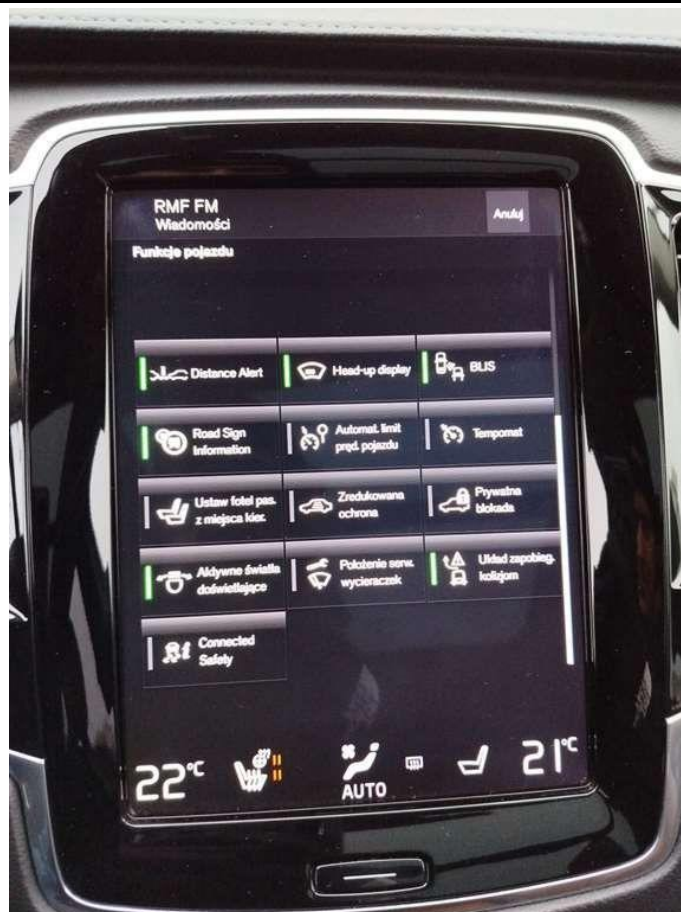 RMF FM
Wiadomości
Anuluj
Funkcje pojazdu
Distance Alert
Head-up display
BLIS
Road Sign
Information
Automat. limit
pręd. pojazdu
Tempomat
Ustaw fotel pas.
z miejsca kier.
Zredukowana
ochrona
Prywatna
blokada
Aktywne światła
doświetlające
Położenie serw.
wycieraczek
Układ zapobieg.
kolizjom
Connected
Safety
22°C
AUTO
21°C